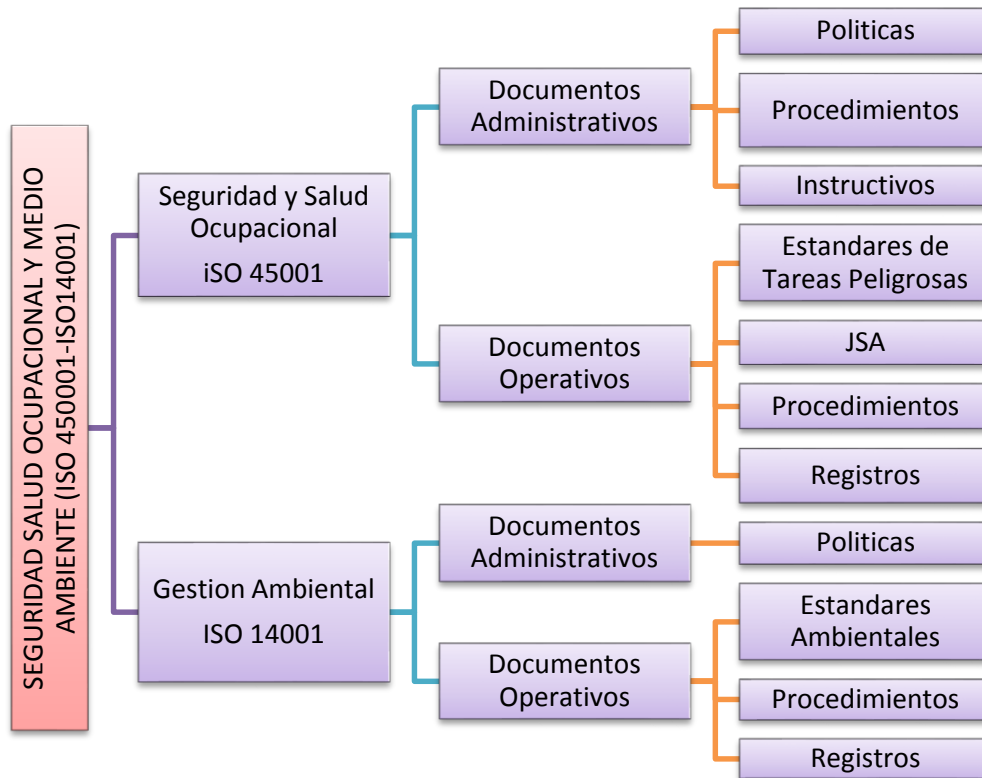 SEGURIDAD SALUD OCUPACIONAL Y MEDIO
AMBIENTE (ISO 450001-ISO14001)
Seguridad y Salud
Ocupacional
iSO 45001
Documentos
Administrativos
Politicas
Procedimientos
Instructivos
Documentos
Operativos
Estandares de
Tareas Peligrosas
JSA
Procedimientos
Registros
Gestion Ambiental
ISO 14001
Documentos
Administrativos
Politicas
Documentos
Operativos
Estandares
Ambientales
Procedimientos
Registros